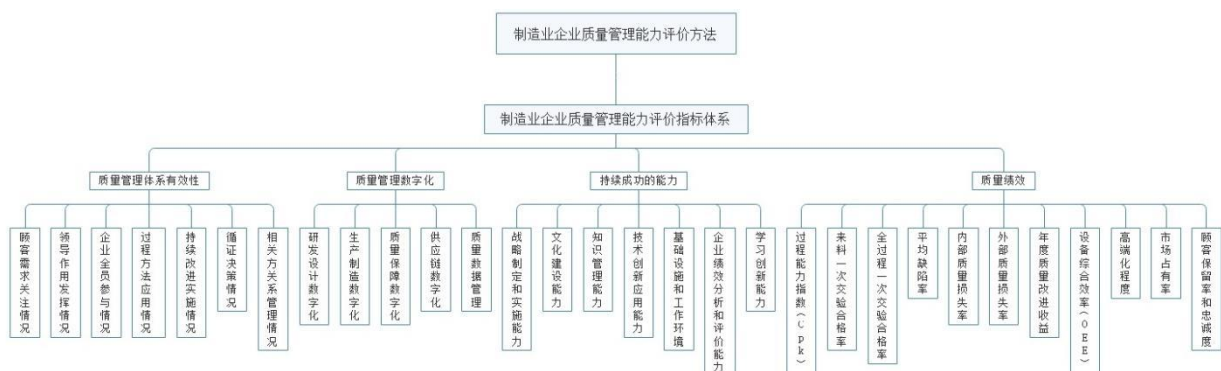 制造业企业质量管理能力评价方法
制造业企业质量管理能力评价指标体系
质量管理体系有效性
质量管理数字化
持续成功的能力
质量绩效
顾客需求关注情况
领导作用发挥情况
企业全员参与情况
过程方法应用情况
持续改进实施情况
循证决策情况
相关方关系管理情况
研发设计数字化
生产制造数字化
质量保障数字化
供应链数字化
质量数据管理
战略制定和实施能力
文化建设能力
知识管理能力
技术创新应用能力
基础设施和工作环境
企业绩效分析和评价能力
学习创新能力
过程能力指数(Cpk)
来料一次交验合格率
全过程一次交验合格率
平均缺陷率
内部质量损失率
外部质量损失率
年度质量改进收益
设备综合效率(OEE)
高端化程度
市场占有率
顾客保留率和忠诚度